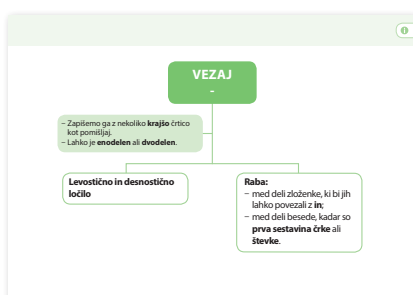 VEZAJ
-
– Zapišemo ga z nekoliko krajšo črtico
kot pomišljaj.
– Lahko je enodelen ali dvodelen.
Levostično in desnostično
ločilo
Raba:
– med deli zloženke, ki bi jih
lahko povezali z in;
– med deli besede, kadar so
prva sestavina črke ali
števke.